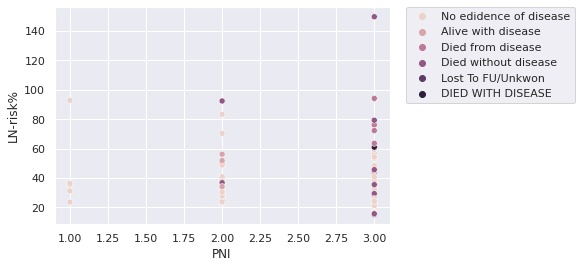 No edidence of disease
Alive with disease
Died from disease
Died without disease
Lost To FU/Unkwon
DIED WITH DISEASE
LN-risk%
140
120
100
80
60
40
20
1.00 1.25 1.50 1.75 2.00 2.25 2.50 2.75 3.00
PNI